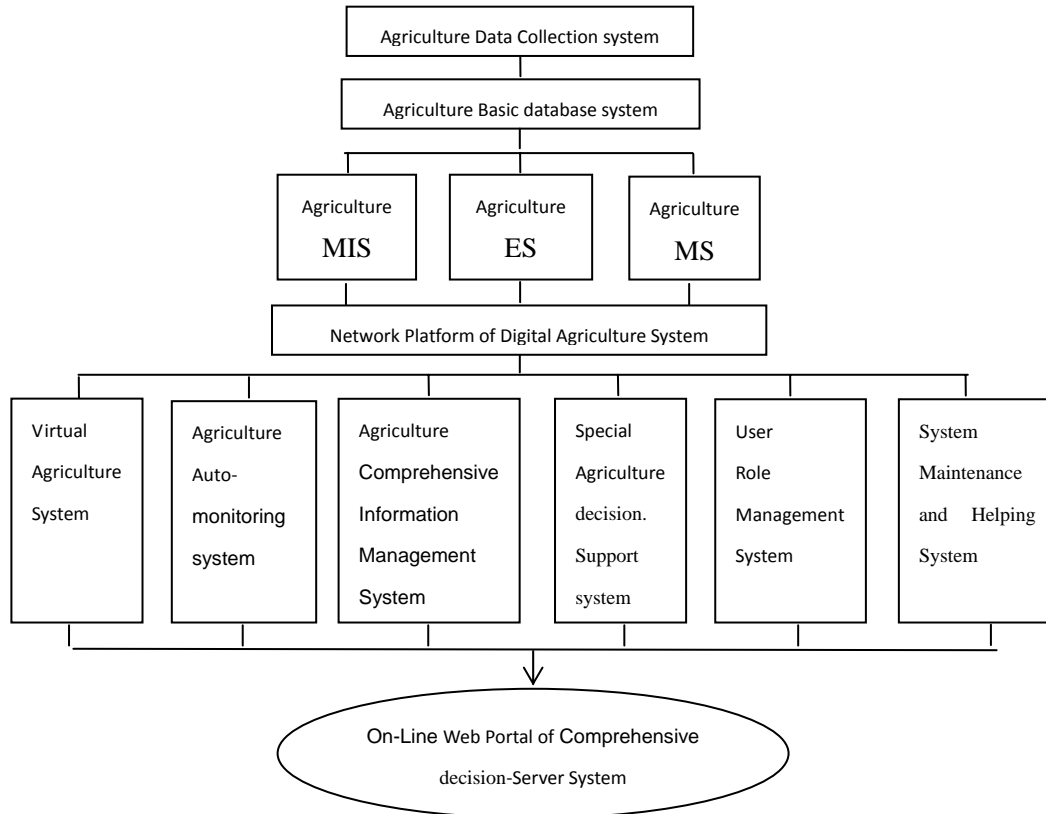 Agriculture Data Collection system
Agriculture Basic database system
Agriculture
MIS
Agriculture
ES
Agriculture
MS
Network Platform of Digital Agriculture System
Virtual
Agriculture
System
Agriculture
Auto-
monitoring
system
Agriculture
Comprehensive
Information
Management
System
Special
Agriculture
decision.
Support
system
User
Role
Management
System
System
Maintenance
and Helping
System
On-Line Web Portal of Comprehensive
decision-Server System